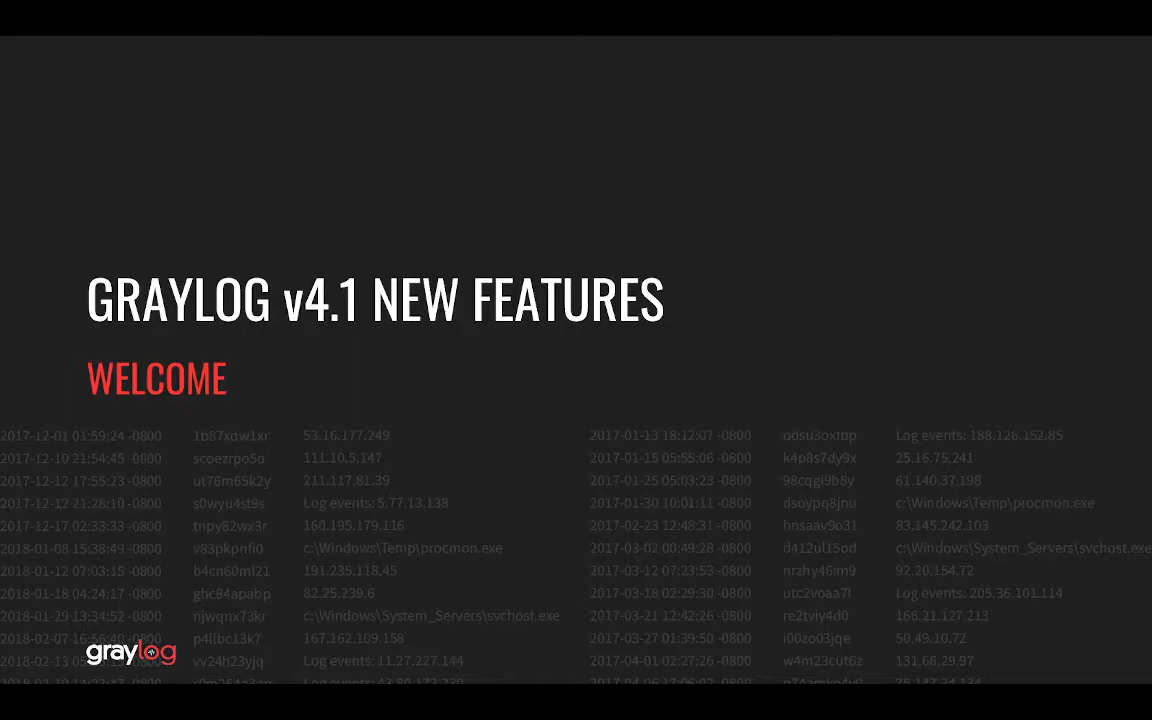 GRAYLOG v4.1 NEW FEATURES
WELCOME
2017-12-01 01:59:24 -0800 1b87xdw1xr 53.16.177.249 2017-01-13 18:12:07 -0800 Log events: 188.126.152.85
2017-12-10 21:54:45 -0800 scoezrpo5o 111.10.5.147 2017-01-15 05:55:06 -0800 k4p8s7dy9x 25.16.75.241
2017-12-12 17:55:23 -0800 ut76m65k2y 211.117.81.39 2017-01-25 05:03:23 -0800 98cqgi9b8y 61.140.37.198
2017-12-12 21:28:10 -0800 s0wyu4st9s Log events: 5.77.13.138 2017-01-30 10:01:11 -0800 dsoypq8jnu c:\Windows\Temp\procmon.exe
2017-12-17 02:33:33 -0800 tnpy82wx3r 160.195.179.116 2017-02-23 12:48:31 -0800 hnsaav9o31 83.145.242.103
2018-01-08 15:38:49 -0800 v83pkpnfi0 c:\Windows\Temp\procmon.exe 2017-03-02 00:49:28 -0800 d412ul15od c:\Windows\System_Servers\svchost.exe
2018-01-12 07:03:15 -0800 b4cn60ml21 191.235.118.45 2017-03-12 07:23:53 -0800 nrzhy46im9 92.20.154.72
2018-01-18 04:24:17 -0800 ghc84apabp 82.25.239.6 2017-03-18 02:29:30 -0800 utc2voaa7l Log events: 205.36.101.114
2018-01-29 13:34:52 -0800 njwqnx73kr c:\Windows\System_Servers\svchost.exe 2017-03-21 12:42:26 -0800 re2tyiy4d0 166.21.127.213
2018-02-07 16:56:40 -0800 p4llbc13k7 167.162.109.158 2017-03-27 01:39:50 -0800 i00zo03jqe 50.49.10.72
graylog
2018-02-13 vv24h23yjq Log events: 11.27.227.144 2017-04-01 02:27:26 -0800 w4m23cut6z 131.66.29.97